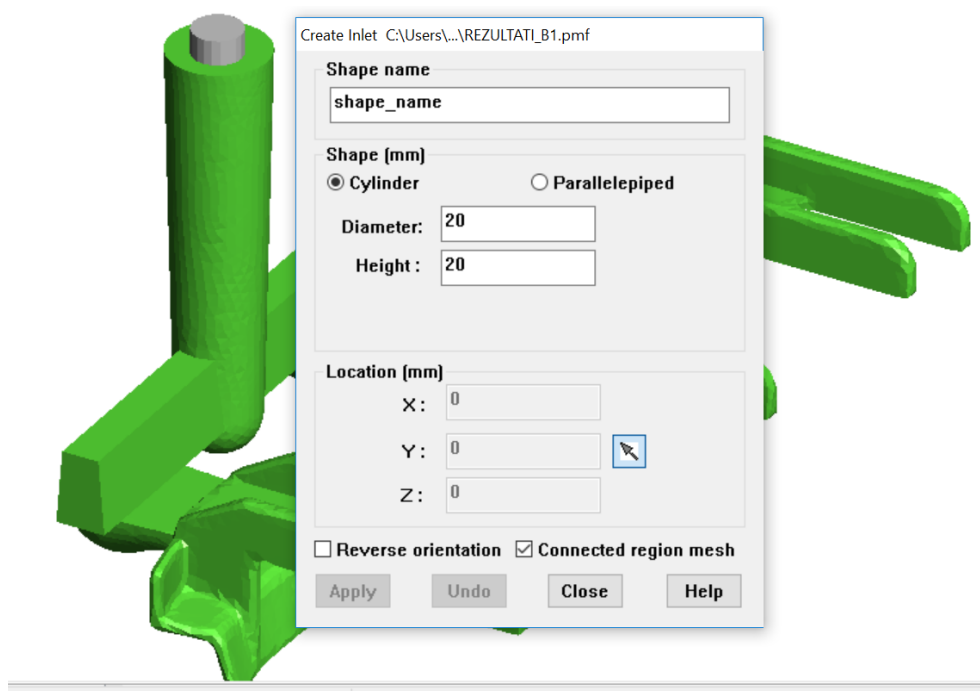 Create Inlet C:\Users\...\REZULTATI_B1.pmf
Shape name
shape_name
Shape (mm)
Cylinder Parallelepiped
Diameter: 20
Height : 20
Location (mm)
X: 0
Y: 0
Z: 0
Reverse orientation Connected region mesh
Apply Undo Close Help